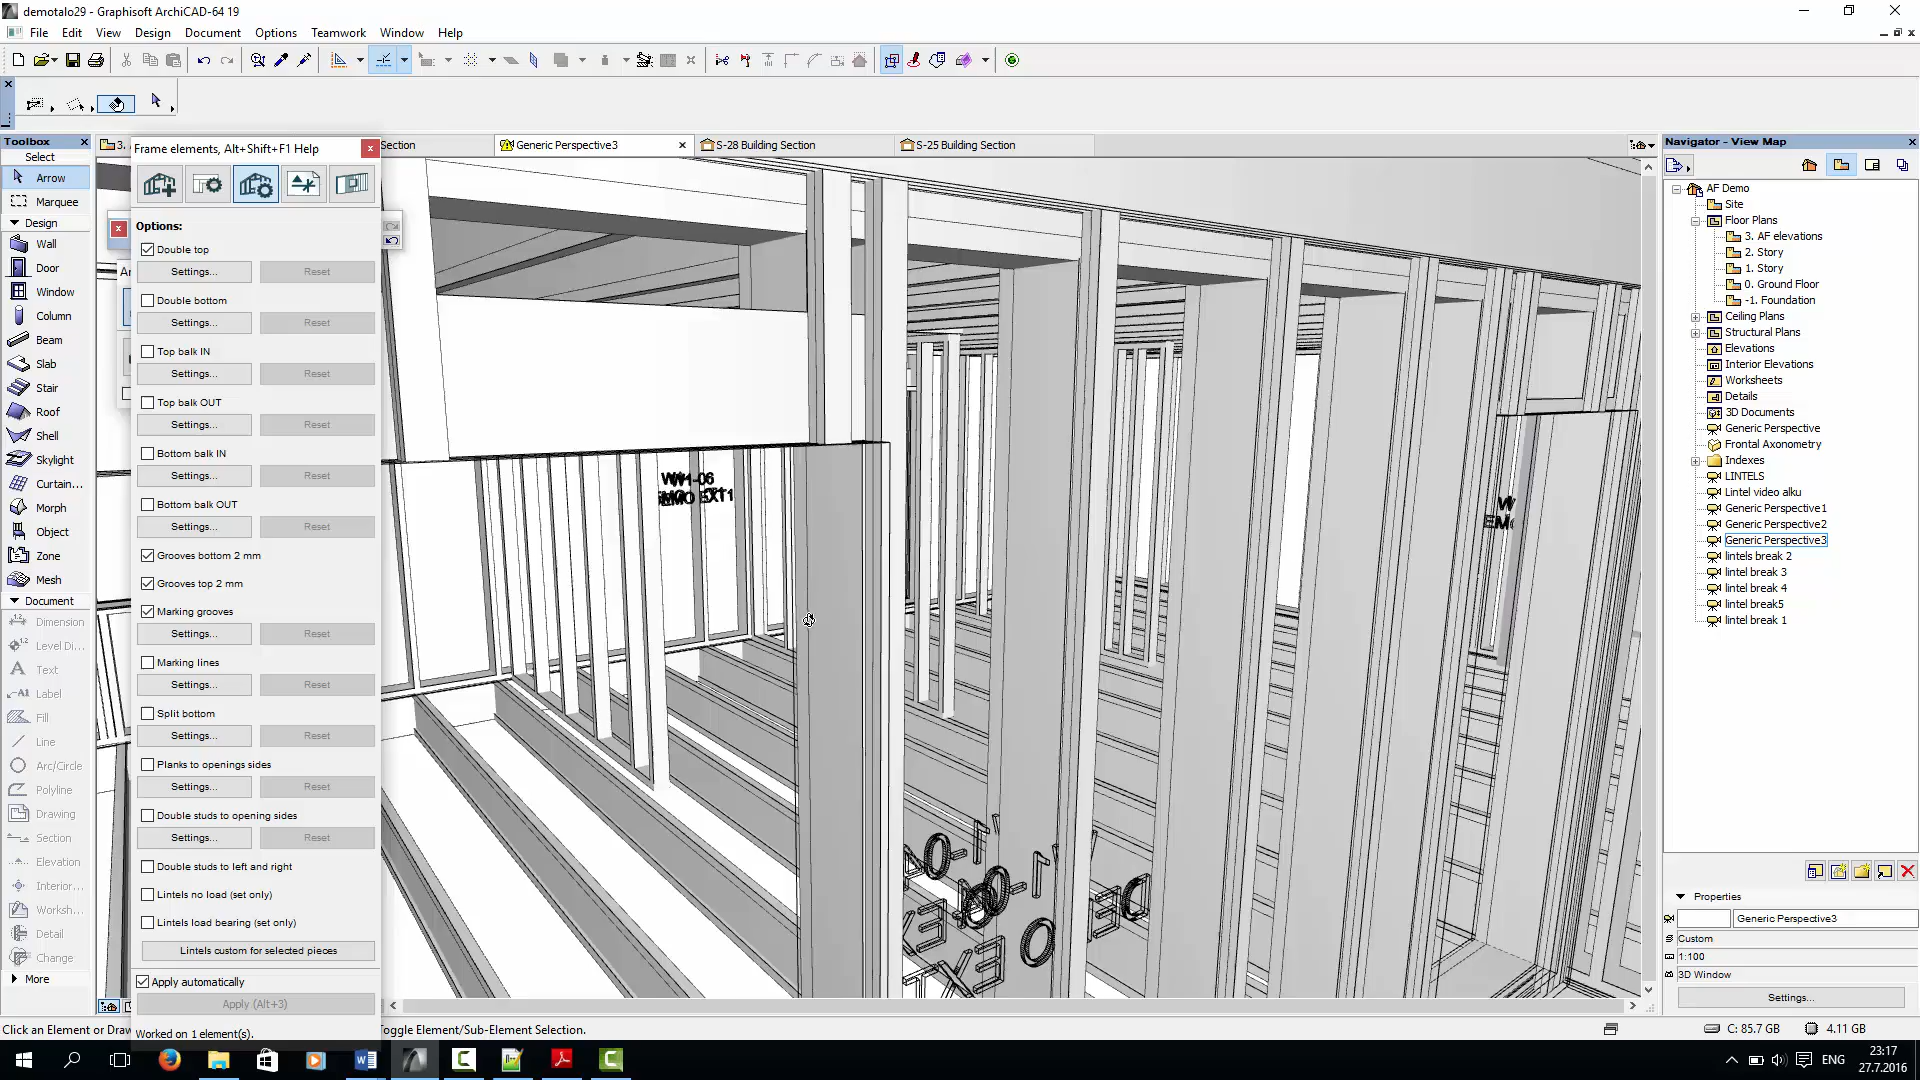 demotalo29 - Graphisoft ArchiCAD-64 19
File Edit View Design Document Options Teamwork Window Help
Toolbox
Select
Arrow
Marquee
Design
Wall
Door
Window
Column
Beam
Slab
Stair
Roof
Shell
Skylight
Curtain...
Morph
Object
Zone
Mesh
Document
Dimension
Level Di...
Text
Label
Fill
Line
Arc/Circle
Polyline
Drawing
Section
Elevation
Interior...
Worksh...
Detail
Change
More
3.
Section
Generic Perspective3
S-28 Building Section
S-25 Building Section
Frame elements, Alt+Shift+F1 Help
Options:
Double top
Settings... Reset
Double bottom
Settings... Reset
Top balk IN
Settings... Reset
Top balk OUT
Settings... Reset
Bottom balk IN
Settings... Reset
Bottom balk OUT
Settings... Reset
Grooves bottom 2 mm
Grooves top 2 mm
Marking grooves
Settings... Reset
Marking lines
Settings... Reset
Split bottom
Settings... Reset
Planks to openings sides
Settings... Reset
Double studs to opening sides
Settings... Reset
Double studs to left and right
Lintels no load (set only)
Lintels load bearing (set only)
Lintels custom for selected pieces
Apply automatically
Apply (Alt+3)
Worked on 1 element(s).
Navigator - View Map
AF Demo
Site
Floor Plans
3. AF elevations
2. Story
1. Story
0. Ground Floor
-1. Foundation
Ceiling Plans
Structural Plans
Elevations
Interior Elevations
Worksheets
Details
3D Documents
Generic Perspective
Frontal Axonometry
Indexes
LINTELS
Lintel video alku
Generic Perspective1
Generic Perspective2
Generic Perspective3
lintels break 2
lintel break 3
lintel break 4
lintel break5
lintel break 1
Properties
Generic Perspective3
Custom
1:100
3D Window
Settings...
Click an Element or Draw
Toggle Element/Sub-Element Selection.
C: 85.7 GB 4.11 GB
ENG
23:17
27.7.2016